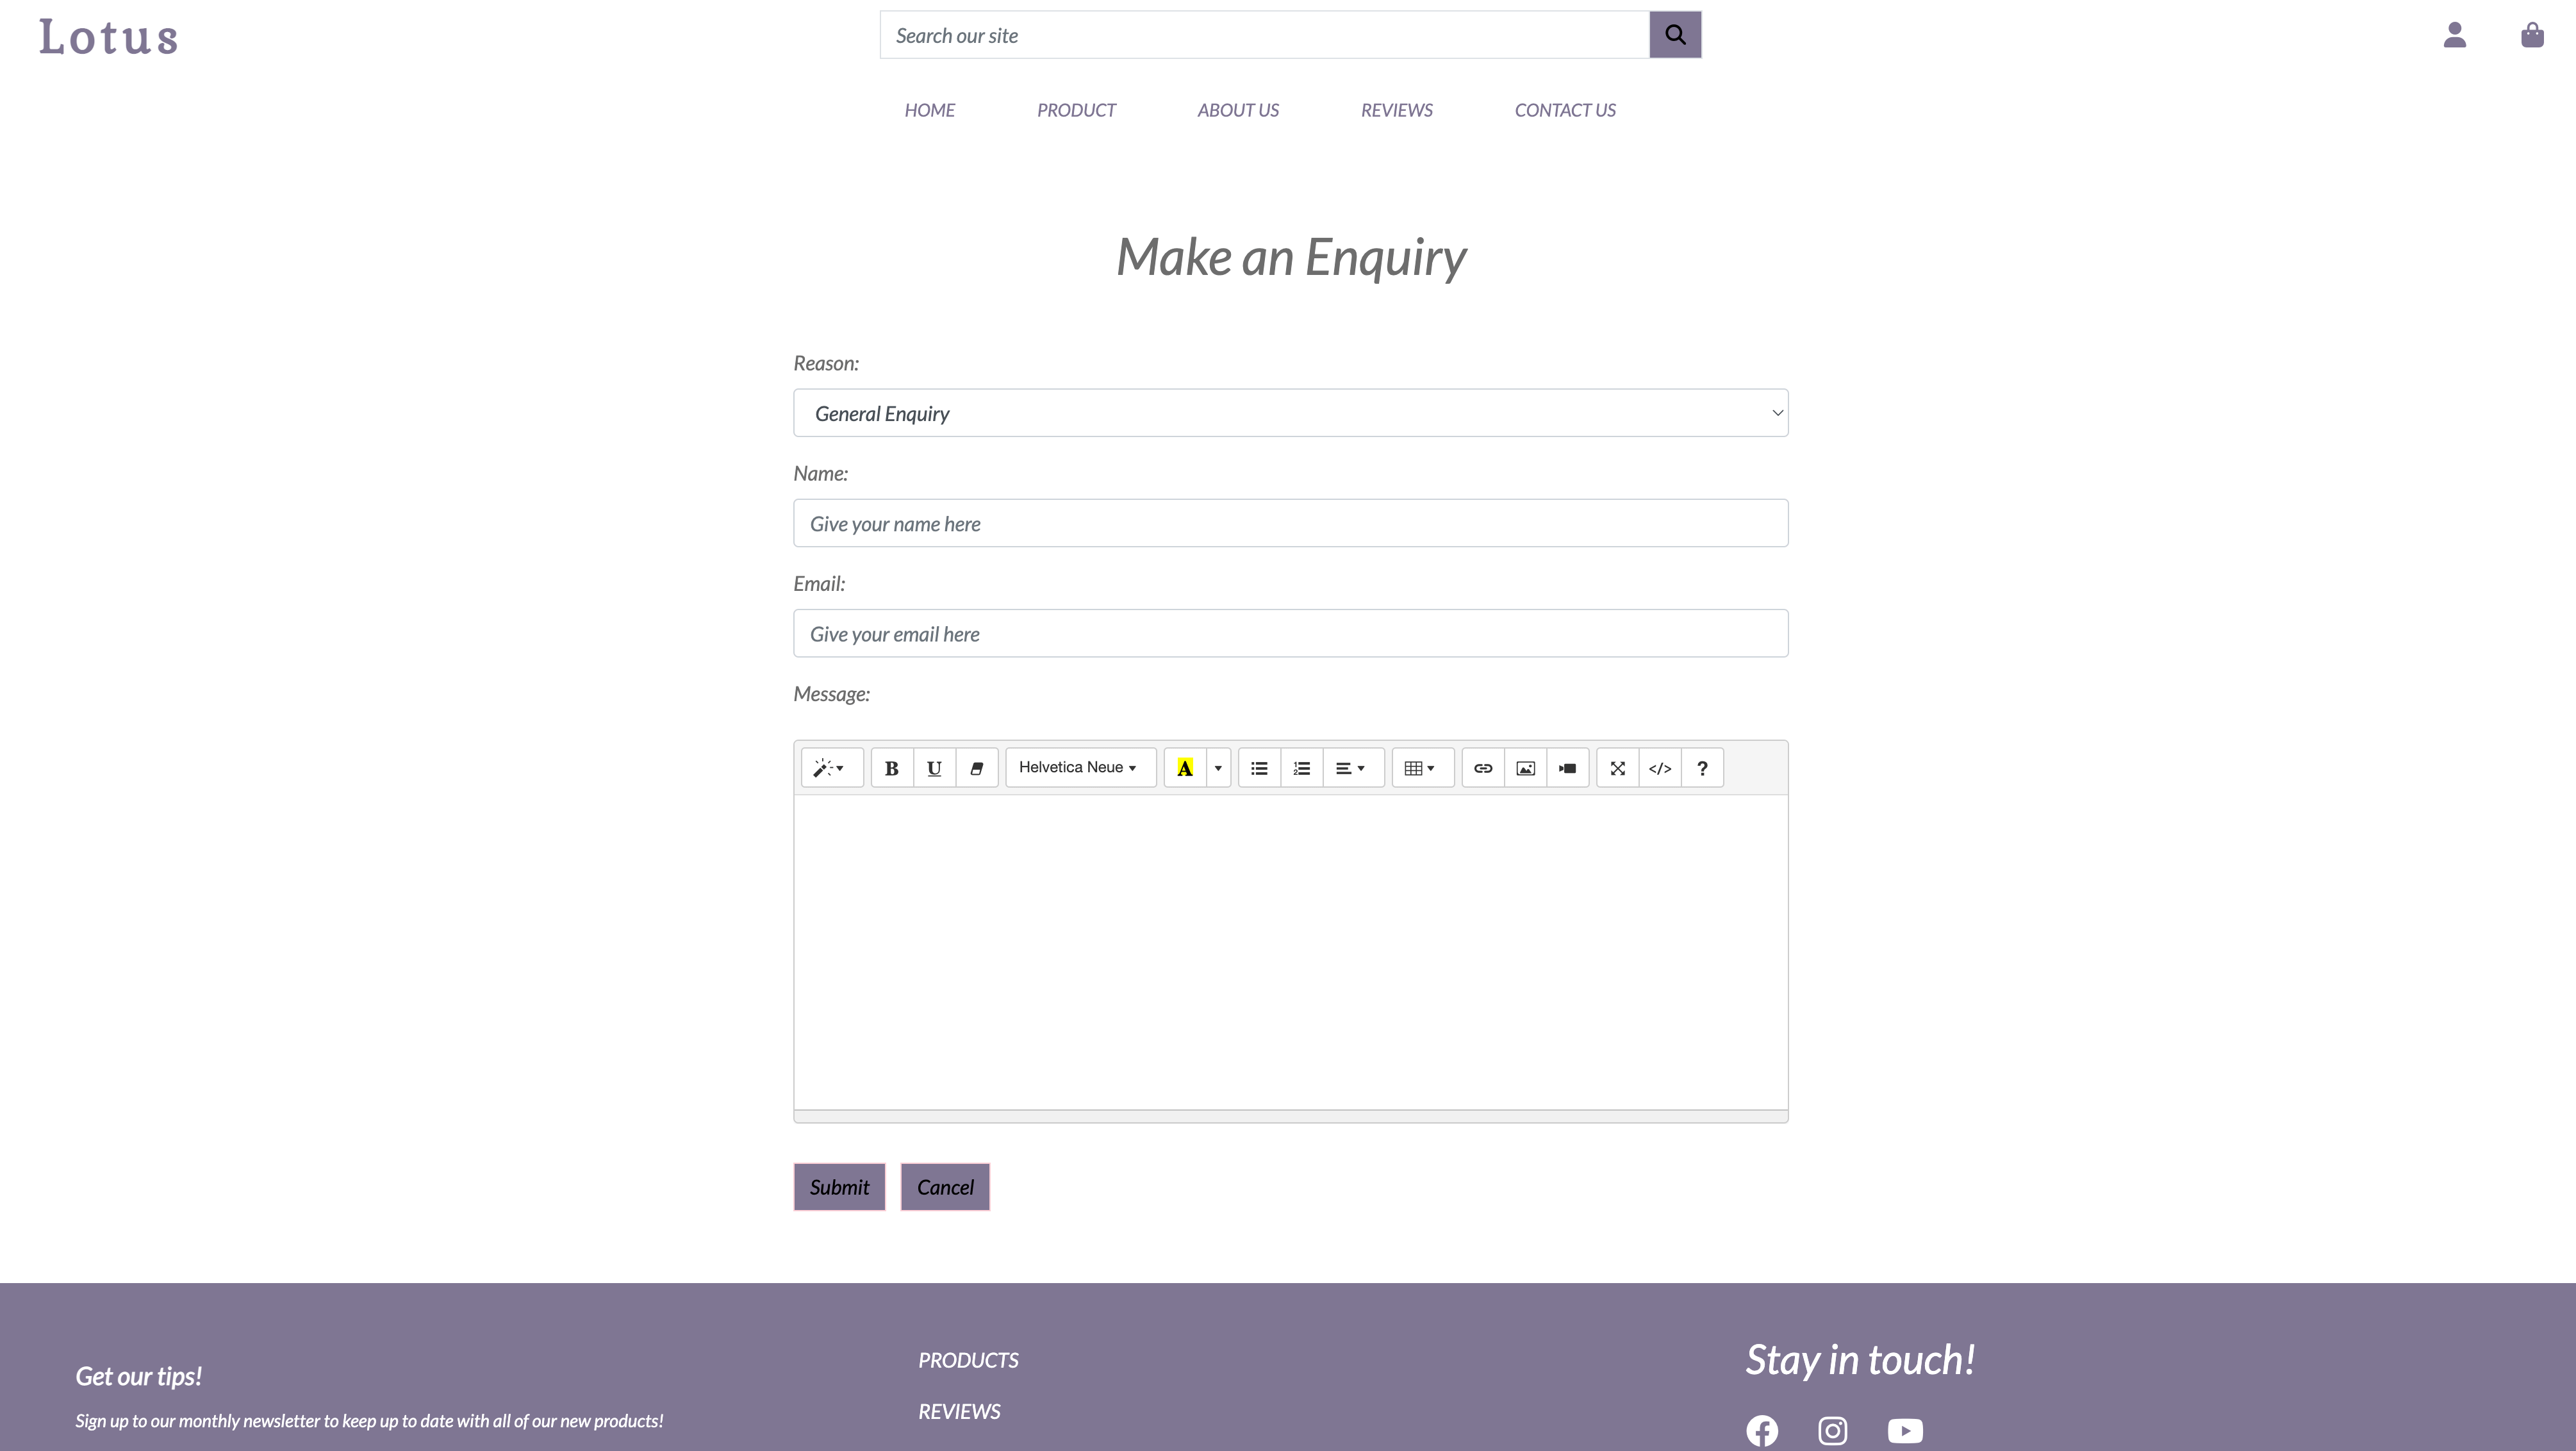 Lotus
Search our site
HOME PRODUCT ABOUT US REVIEWS CONTACT US
Make an Enquiry
Reason:
General Enquiry
Name:
Give your name here
Email:
Give your email here
Message:
B U Helvetica Neue A </> ?
Submit Cancel
Get our tips!
Sign up to our monthly newsletter to keep up to date with all of our new products!
PRODUCTS
REVIEWS
Stay in touch!